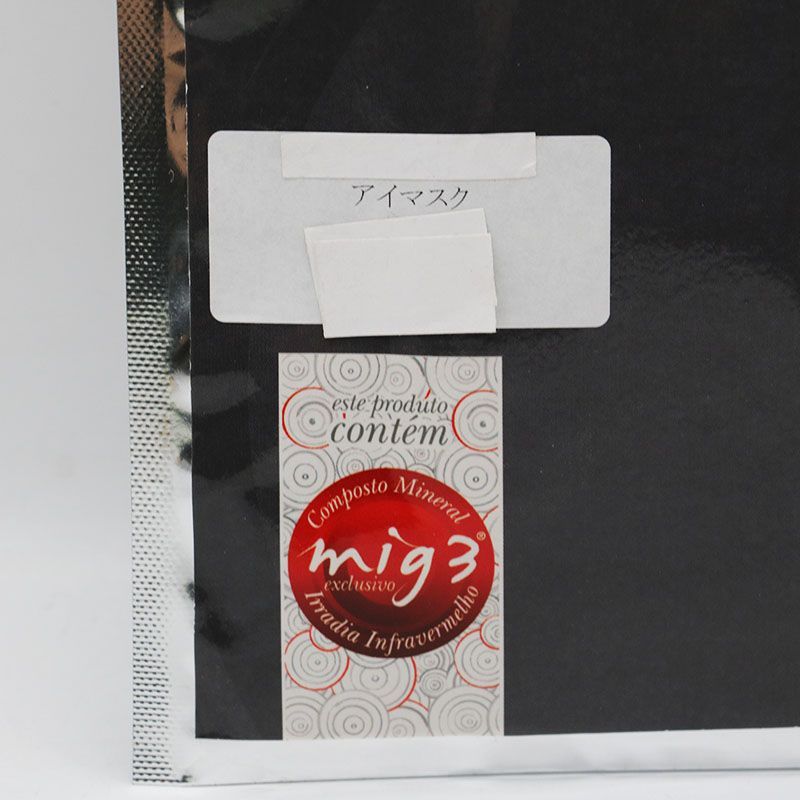 アイマスク
este produto
contém
Composto Mineral
mig3®
exclusivo
Irradia Infravermelho